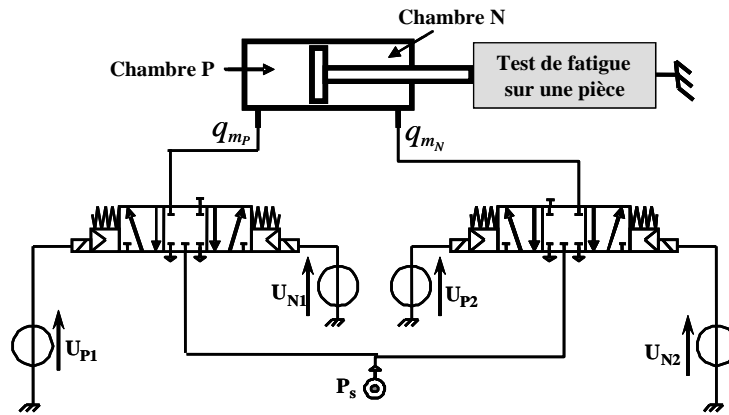 Chambre N
Chambre P
Test de fatigue
sur une pièce
q_{m_P}
q_{m_N}
U_{N1}
U_{P2}
U_{P1}
U_{N2}
P_s